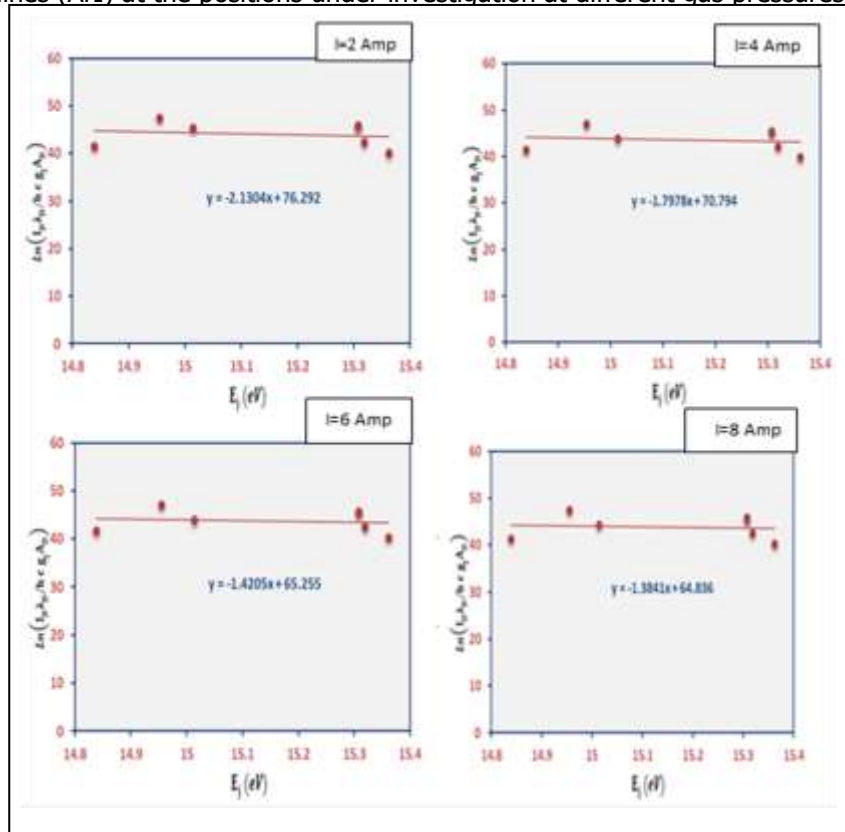 lines (Ar1) at the positions under investigation at different gas pressures
I=2 Amp
60
50
40
30
20
10
0
14.8 14.9 15 15.1 15.2 15.3 15.4
y = -2.1304x + 76.292
E_j (eV)
I=4 Amp
60
50
40
30
20
10
0
14.8 14.9 15 15.1 15.2 15.3 15.4
y = -1.7978x + 70.794
E_j (eV)
I=6 Amp
60
50
40
30
20
10
0
14.8 14.9 15 15.1 15.2 15.3 15.4
y = -1.4205x + 65.255
E_j (eV)
I=8 Amp
60
50
40
30
20
10
0
14.8 14.9 15 15.1 15.2 15.3 15.4
y = -1.3841x + 64.836
E_j (eV)